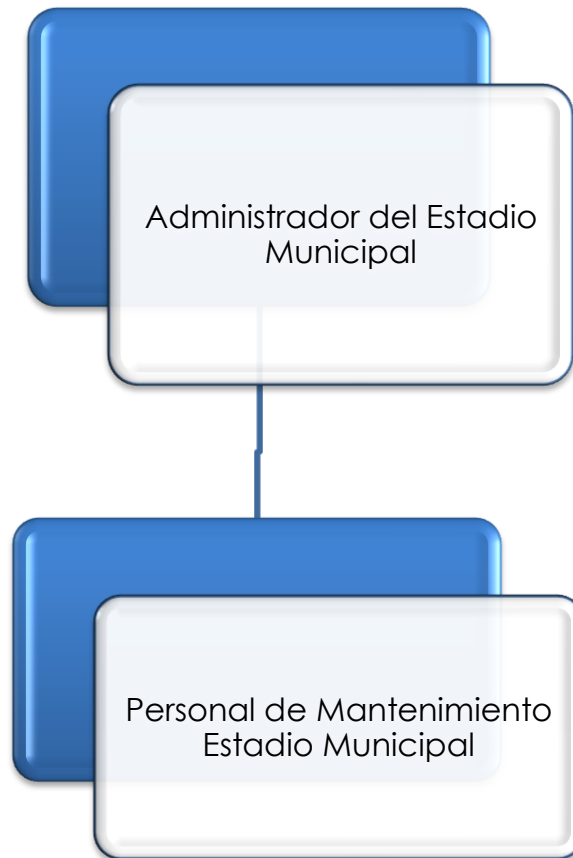 Administrador del Estadio
Municipal
Personal de Mantenimiento
Estadio Municipal